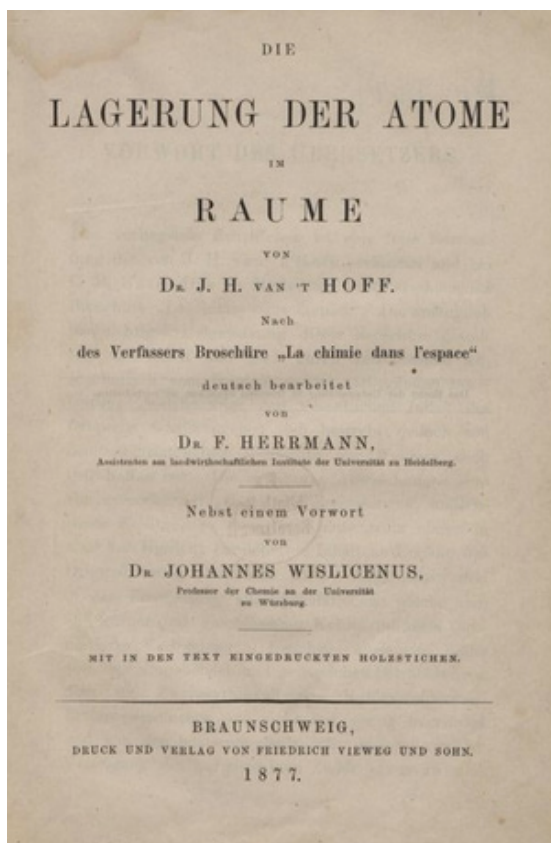 DIE
LAGERUNG DER ATOME
IM
RAUME
VON
DR. J. H. VAN 'T HOFF.
Nach
des Verfassers Broschüre „La chimie dans l'espace“
deutsch bearbeitet
VON
DR. F. HERRMANN,
Assistenten am landwirthschaftlichen Institute der Universität zu Heidelberg.
Nebst einem Vorwort
VON
DR. JOHANNES WISLICENUS,
Professor der Chemie an der Universität
zu Würzburg.
MIT IN DEN TEXT EINGEDRUCKTEN HOLZSTICHEN.
BRAUNSCHWEIG,
DRUCK UND VERLAG VON FRIEDRICH VIEWEG UND SOHN.
1877.